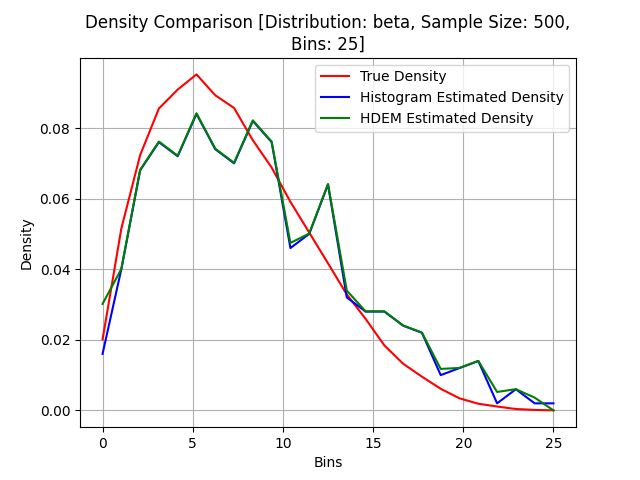 Density Comparison [Distribution: beta, Sample Size: 500,
Bins: 25]
True Density
Histogram Estimated Density
HDEM Estimated Density
Density
0.08
0.06
0.04
0.02
0.00
0 5 10 15 20 25
Bins